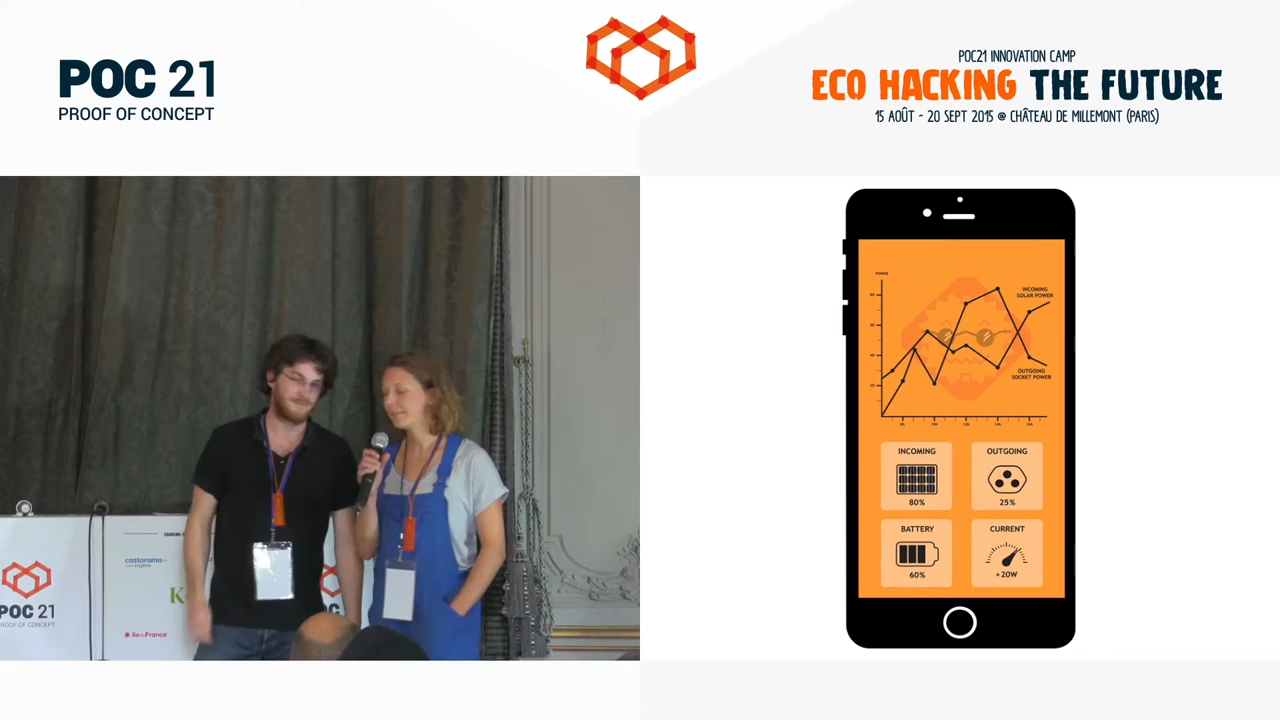 POC 21
PROOF OF CONCEPT
POC21 INNOVATION CAMP
ECO HACKING THE FUTURE
15 AOÛT - 20 SEPT 2015 @ CHÂTEAU DE MILLEMONT (PARIS)
POWER
INCOMING
SOLAR POWER
OUTGOING
SOCKET POWER
INCOMING
80%
OUTGOING
25%
BATTERY
60%
CURRENT
+20W
castorama
K
îledeFrance
POC 21
PROOF OF CONCEPT